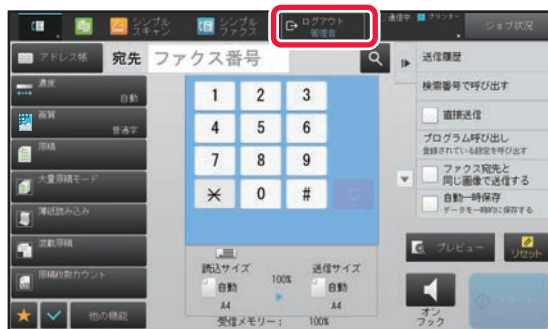 シンプル
スキャン
シンプル
ファクス
ログアウト
管理者
通信中
プリンター
ジョブ状況
アドレス帳
宛先
ファクス番号
濃度
自動
画質
普通字
原稿
大量原稿モード
薄紙読み込み
混載原稿
原稿枚数カウント
他の機能
1 2 3
4 5 6
7 8 9
0 #
C
読込サイズ
自動
A4
100%
送信サイズ
自動
A4
受信メモリー: 100%
送信履歴
検索番号で呼び出す
直接送信
プログラム呼び出し
登録されている設定を呼び出す
ファクス宛先と
同じ画像で送信する
自動一時保存
データを一時的に保存する
プレビュー
リセット
オン
フック
スタート